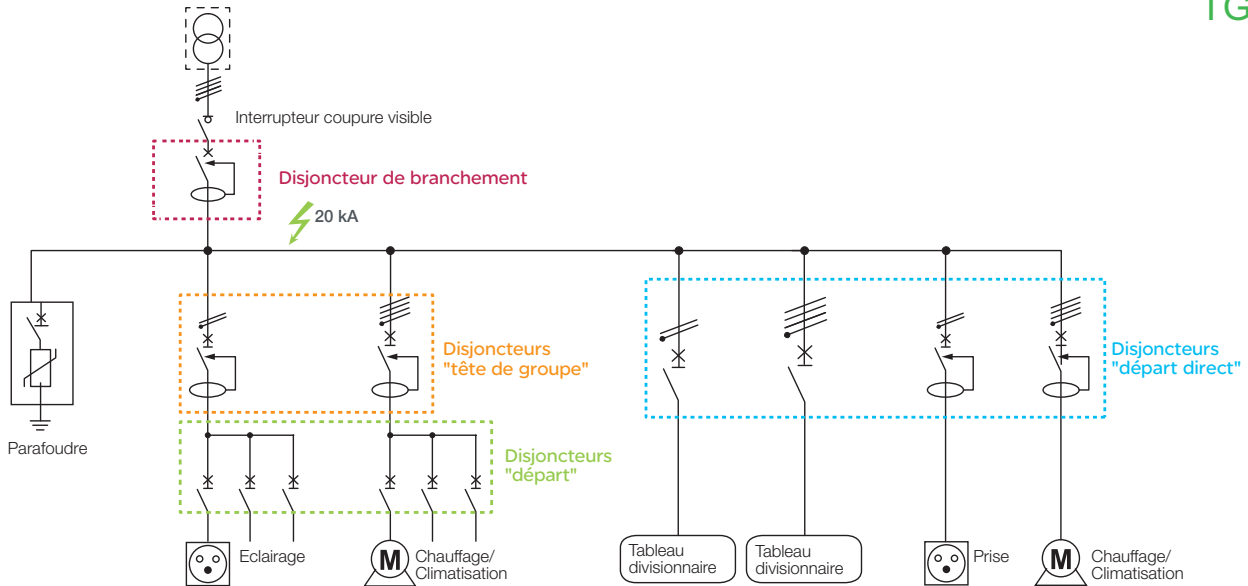 TG
Interrupteur coupure visible
Disjoncteur de branchement
20 kA
Disjoncteurs
"tête de groupe"
Disjoncteurs
"départ direct"
Parafoudre
Disjoncteurs
"départ"
Eclairage
M
Chauffage/
Climatisation
Tableau
divisionnaire
Tableau
divisionnaire
Prise
M
Chauffage/
Climatisation